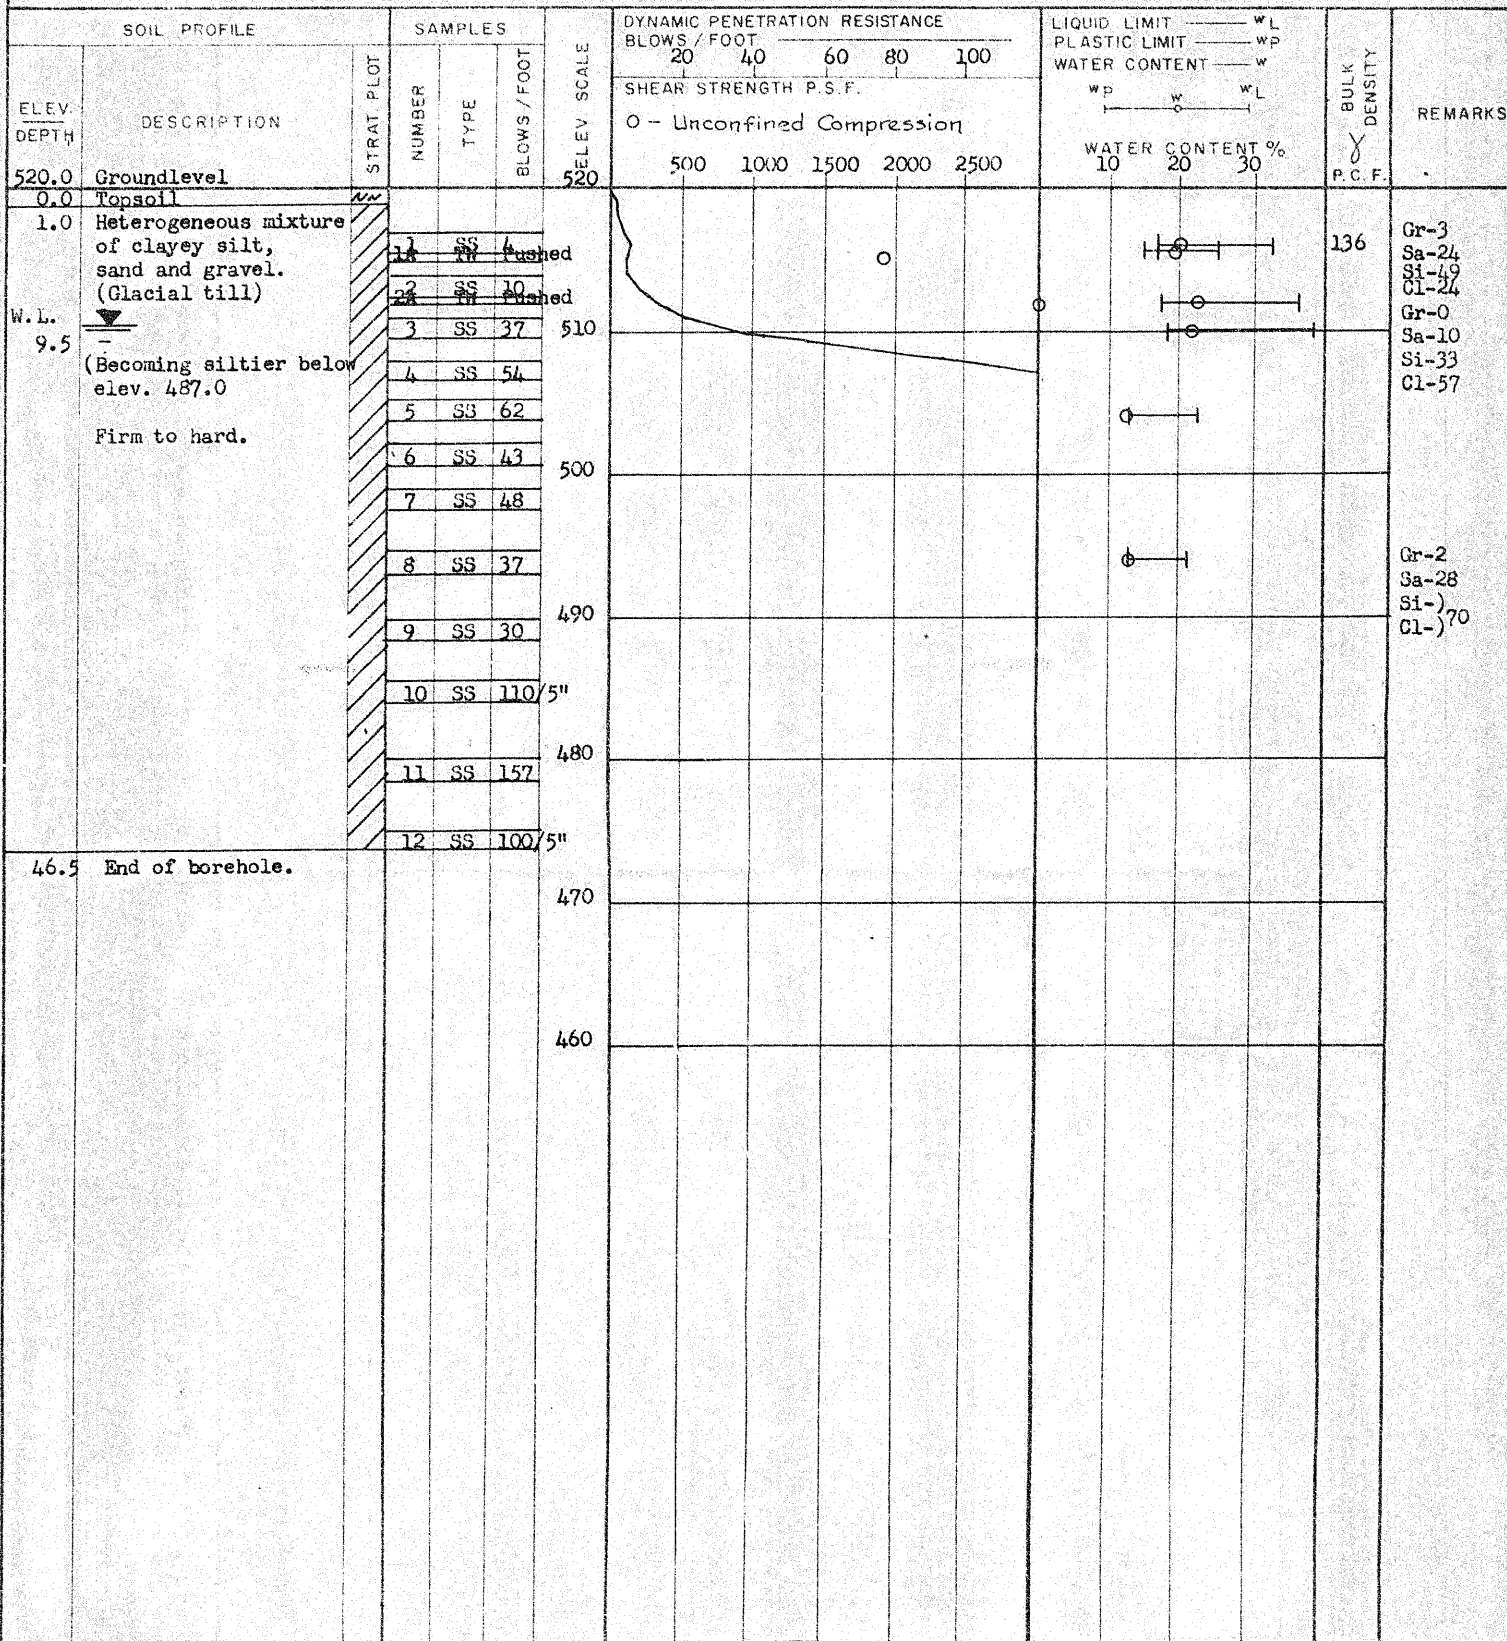 SOIL PROFILE
SAMPLES
ELEV.
DEPTH
DESCRIPTION
STRAT. PLOT
NUMBER
TYPE
BLOWS / FOOT
ELEV SCALE
DYNAMIC PENETRATION RESISTANCE
BLOWS / FOOT
20 40 60 80 100
SHEAR STRENGTH P.S.F.
O - Unconfined Compression
500 1000 1500 2000 2500
LIQUID LIMIT WL
PLASTIC LIMIT WP
WATER CONTENT W
WP W WL
WATER CONTENT %
10 20 30
BULK DENSITY
γ
P.C.F.
REMARKS
520.0 Groundlevel
520
0.0 Topsoil
1.0 Heterogeneous mixture
of clayey silt,
sand and gravel.
(Glacial till)
W.L.
9.5
(Becoming siltier below
elev. 487.0
Firm to hard.
1 SS 4
1A TW Pushed
2 SS 10
2A TW Pushed
3 SS 37
4 SS 54
5 SS 62
6 SS 43
7 SS 48
8 SS 37
9 SS 30
10 SS 110/5"
11 SS 157
12 SS 100/5"
46.5 End of borehole.
510
500
490
480
470
460
136
Gr-3
Sa-24
Si-49
Cl-24
Gr-0
Sa-10
Si-33
Cl-57
Gr-2
Sa-28
Si-)
Cl-)70